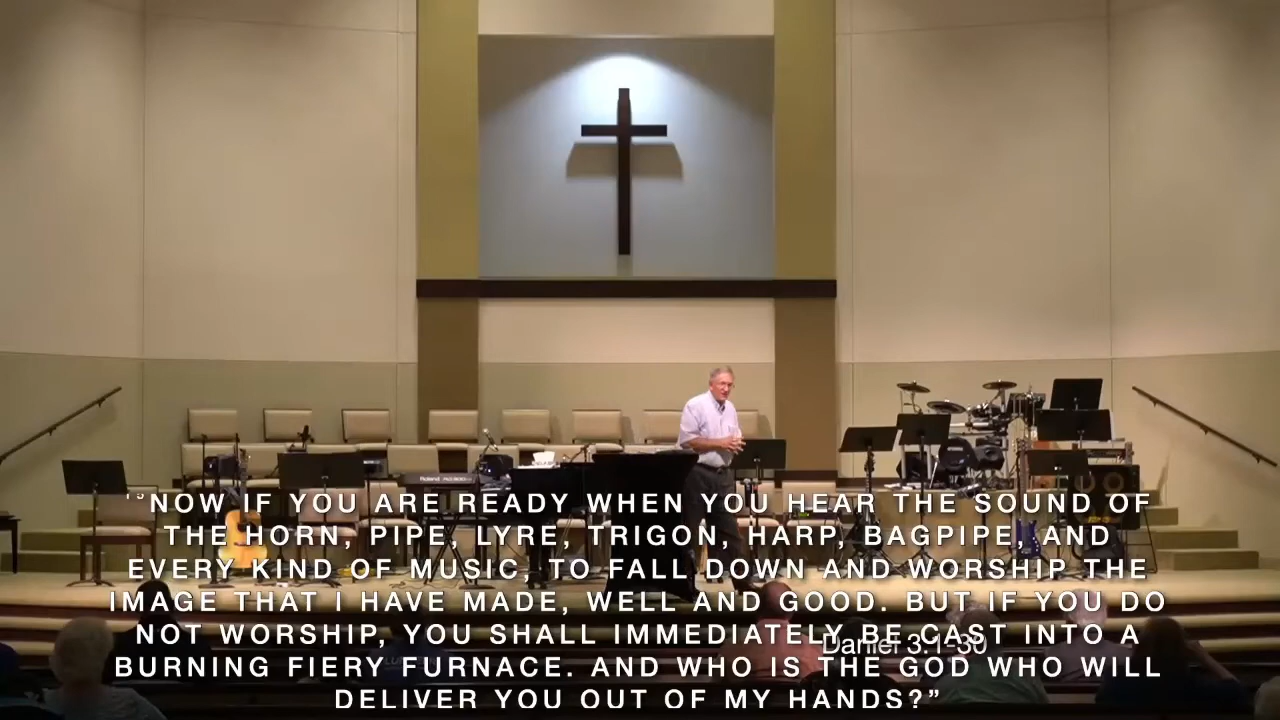 "NOW IF YOU ARE READY WHEN YOU HEAR THE SOUND OF
THE HORN, PIPE, LYRE, TRIGON, HARP, BAGPIPE, AND
EVERY KIND OF MUSIC, TO FALL DOWN AND WORSHIP THE
IMAGE THAT I HAVE MADE, WELL AND GOOD. BUT IF YOU DO
NOT WORSHIP, YOU SHALL IMMEDIATELY BE CAST INTO A
Daniel 3:1-30
BURNING FIERY FURNACE. AND WHO IS THE GOD WHO WILL
DELIVER YOU OUT OF MY HANDS?”
Roland